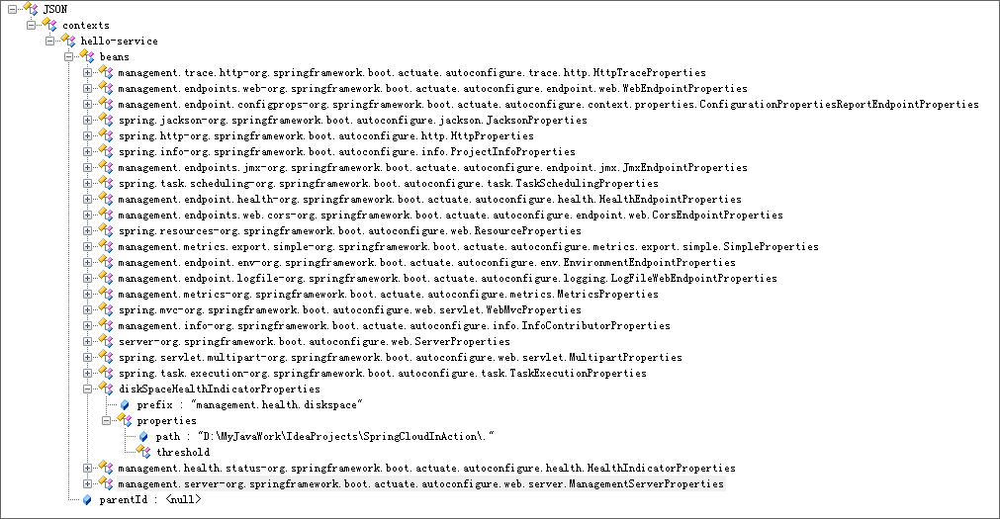 JSON
contexts
hello-service
beans
management.trace.http-org.springframework.boot.actuate.autoconfigure.trace.http.HttpTraceProperties
management.endpoints.web-org.springframework.boot.actuate.autoconfigure.endpoint.web.WebEndpointProperties
management.endpoint.configprops-org.springframework.boot.actuate.autoconfigure.context.properties.ConfigurationPropertiesReportEndpointProperties
spring.jackson-org.springframework.boot.autoconfigure.jackson.JacksonProperties
spring.http-org.springframework.boot.autoconfigure.http.HttpProperties
spring.info-org.springframework.boot.autoconfigure.info.ProjectInfoProperties
management.endpoints.jmx-org.springframework.boot.actuate.autoconfigure.endpoint.jmx.JmxEndpointProperties
spring.task.scheduling-org.springframework.boot.autoconfigure.task.TaskSchedulingProperties
management.endpoint.health-org.springframework.boot.actuate.autoconfigure.health.HealthEndpointProperties
management.endpoints.web.cors-org.springframework.boot.actuate.autoconfigure.endpoint.web.CorsEndpointProperties
spring.resources-org.springframework.boot.autoconfigure.web.ResourceProperties
management.metrics.export.simple-org.springframework.boot.actuate.autoconfigure.metrics.export.simple.SimpleProperties
management.endpoint.env-org.springframework.boot.actuate.autoconfigure.env.EnvironmentEndpointProperties
management.endpoint.logfile-org.springframework.boot.actuate.autoconfigure.logging.LogFileWebEndpointProperties
management.metrics-org.springframework.boot.actuate.autoconfigure.metrics.MetricsProperties
spring.mvc-org.springframework.boot.autoconfigure.web.servlet.WebMvcProperties
management.info-org.springframework.boot.actuate.autoconfigure.info.InfoContributorProperties
server-org.springframework.boot.autoconfigure.web.ServerProperties
spring.servlet.multipart-org.springframework.boot.autoconfigure.web.servlet.MultipartProperties
spring.task.execution-org.springframework.boot.autoconfigure.task.TaskExecutionProperties
diskSpaceHealthIndicatorProperties
prefix : "management.health.diskspace"
properties
path : "D:\MyJavaWork\IdeaProjects\SpringCloudInAction\."
threshold
management.health.status-org.springframework.boot.actuate.autoconfigure.health.HealthIndicatorProperties
management.server-org.springframework.boot.actuate.autoconfigure.web.server.ManagementServerProperties
parentId : <null>